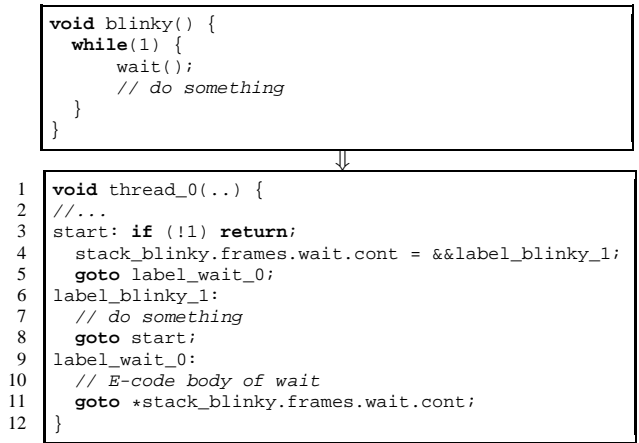 void blinky() {
while(1) {
wait();
// do something
}
}
⇓
1 void thread_0(..) {
2 //...
3 start: if (!1) return;
4 stack_blinky.frames.wait.cont = &&label_blinky_1;
5 goto label_wait_0;
6 label_blinky_1:
7 // do something
8 goto start;
9 label_wait_0:
10 // E-code body of wait
11 goto *stack_blinky.frames.wait.cont;
12 }